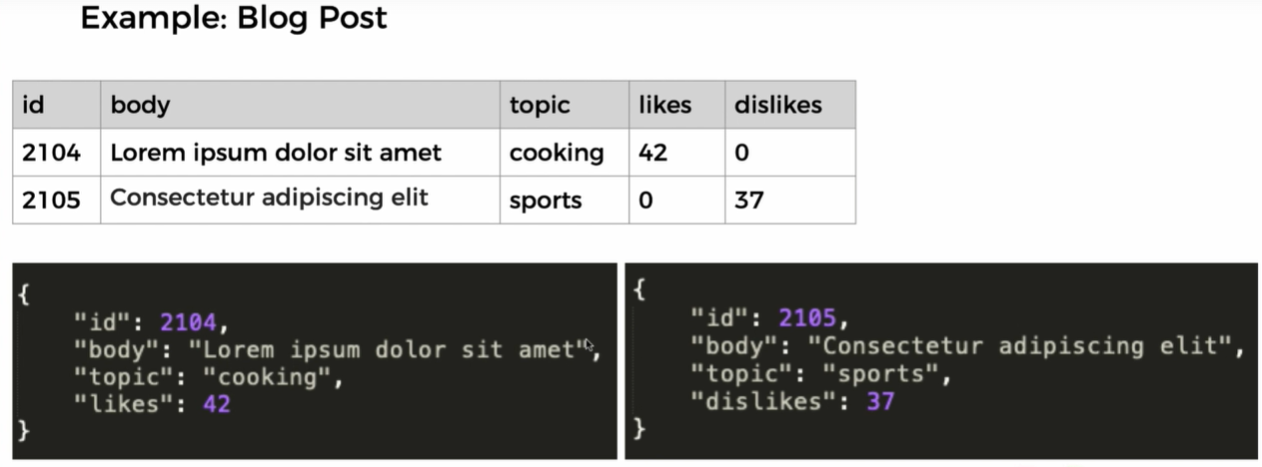 Example: Blog Post
id body topic likes dislikes
2104 Lorem ipsum dolor sit amet cooking 42 0
2105 Consectetur adipiscing elit sports 0 37
{
"id": 2104,
"body": "Lorem ipsum dolor sit amet",
"topic": "cooking",
"likes": 42
}
{
"id": 2105,
"body": "Consectetur adipiscing elit",
"topic": "sports",
"dislikes": 37
}